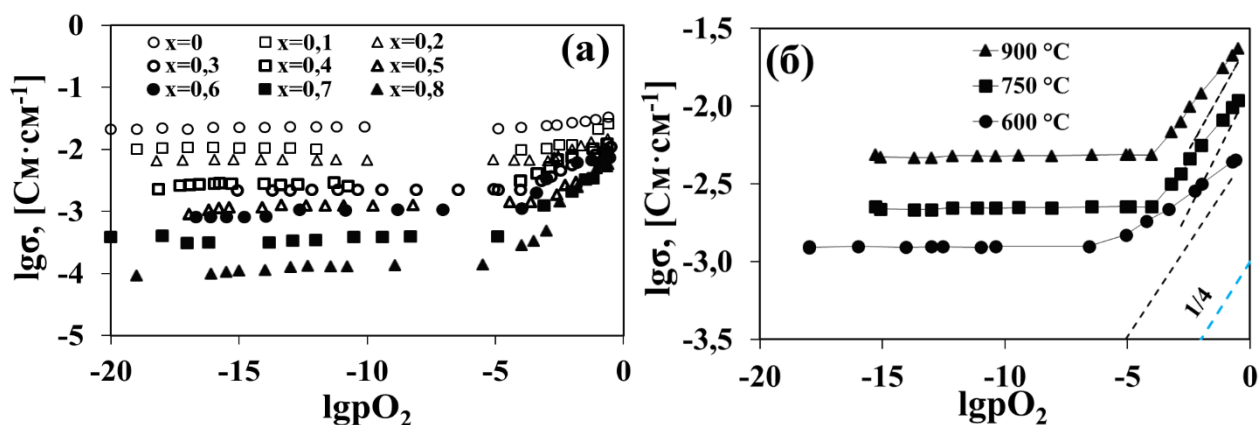 (а)
○ x=0 □ x=0,1 △ x=0,2
○ x=0,3 □ x=0,4 △ x=0,5
● x=0,6 ■ x=0,7 ▲ x=0,8
0
-1
-2
-3
-4
-5
-20 -15 -10 -5 0
lgσ, [См·см⁻¹]
lgpO₂
(б)
▲ 900 °C
■ 750 °C
● 600 °C
-1,5
-2,0
-2,5
-3,0
-3,5
-20 -15 -10 -5 0
lgσ, [См·см⁻¹]
lgpO₂
1/4